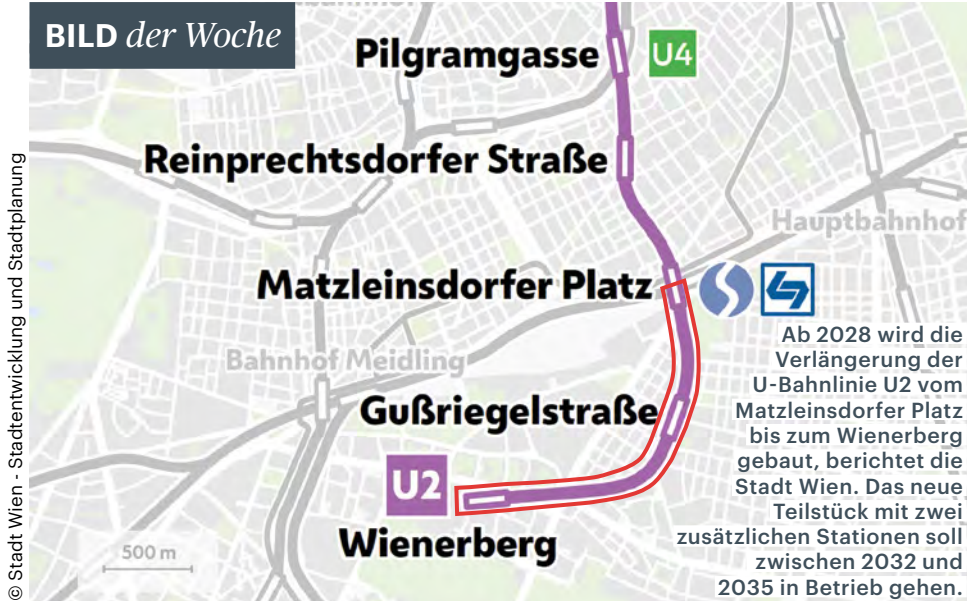 BILD der Woche
Pilgramgasse U4
Reinprechtsdorfer Straße
Hauptbahnhof
Matzleinsdorfer Platz
Bahnhof Meidling
Gußriegelstraße
U2
Wienerberg
500 m
Ab 2028 wird die
Verlängerung der
U-Bahnlinie U2 vom
Matzleinsdorfer Platz
bis zum Wienerberg
gebaut, berichtet die
Stadt Wien. Das neue
Teilstück mit zwei
zusätzlichen Stationen soll
zwischen 2032 und
2035 in Betrieb gehen.
© Stadt Wien - Stadtentwicklung und Stadtplanung